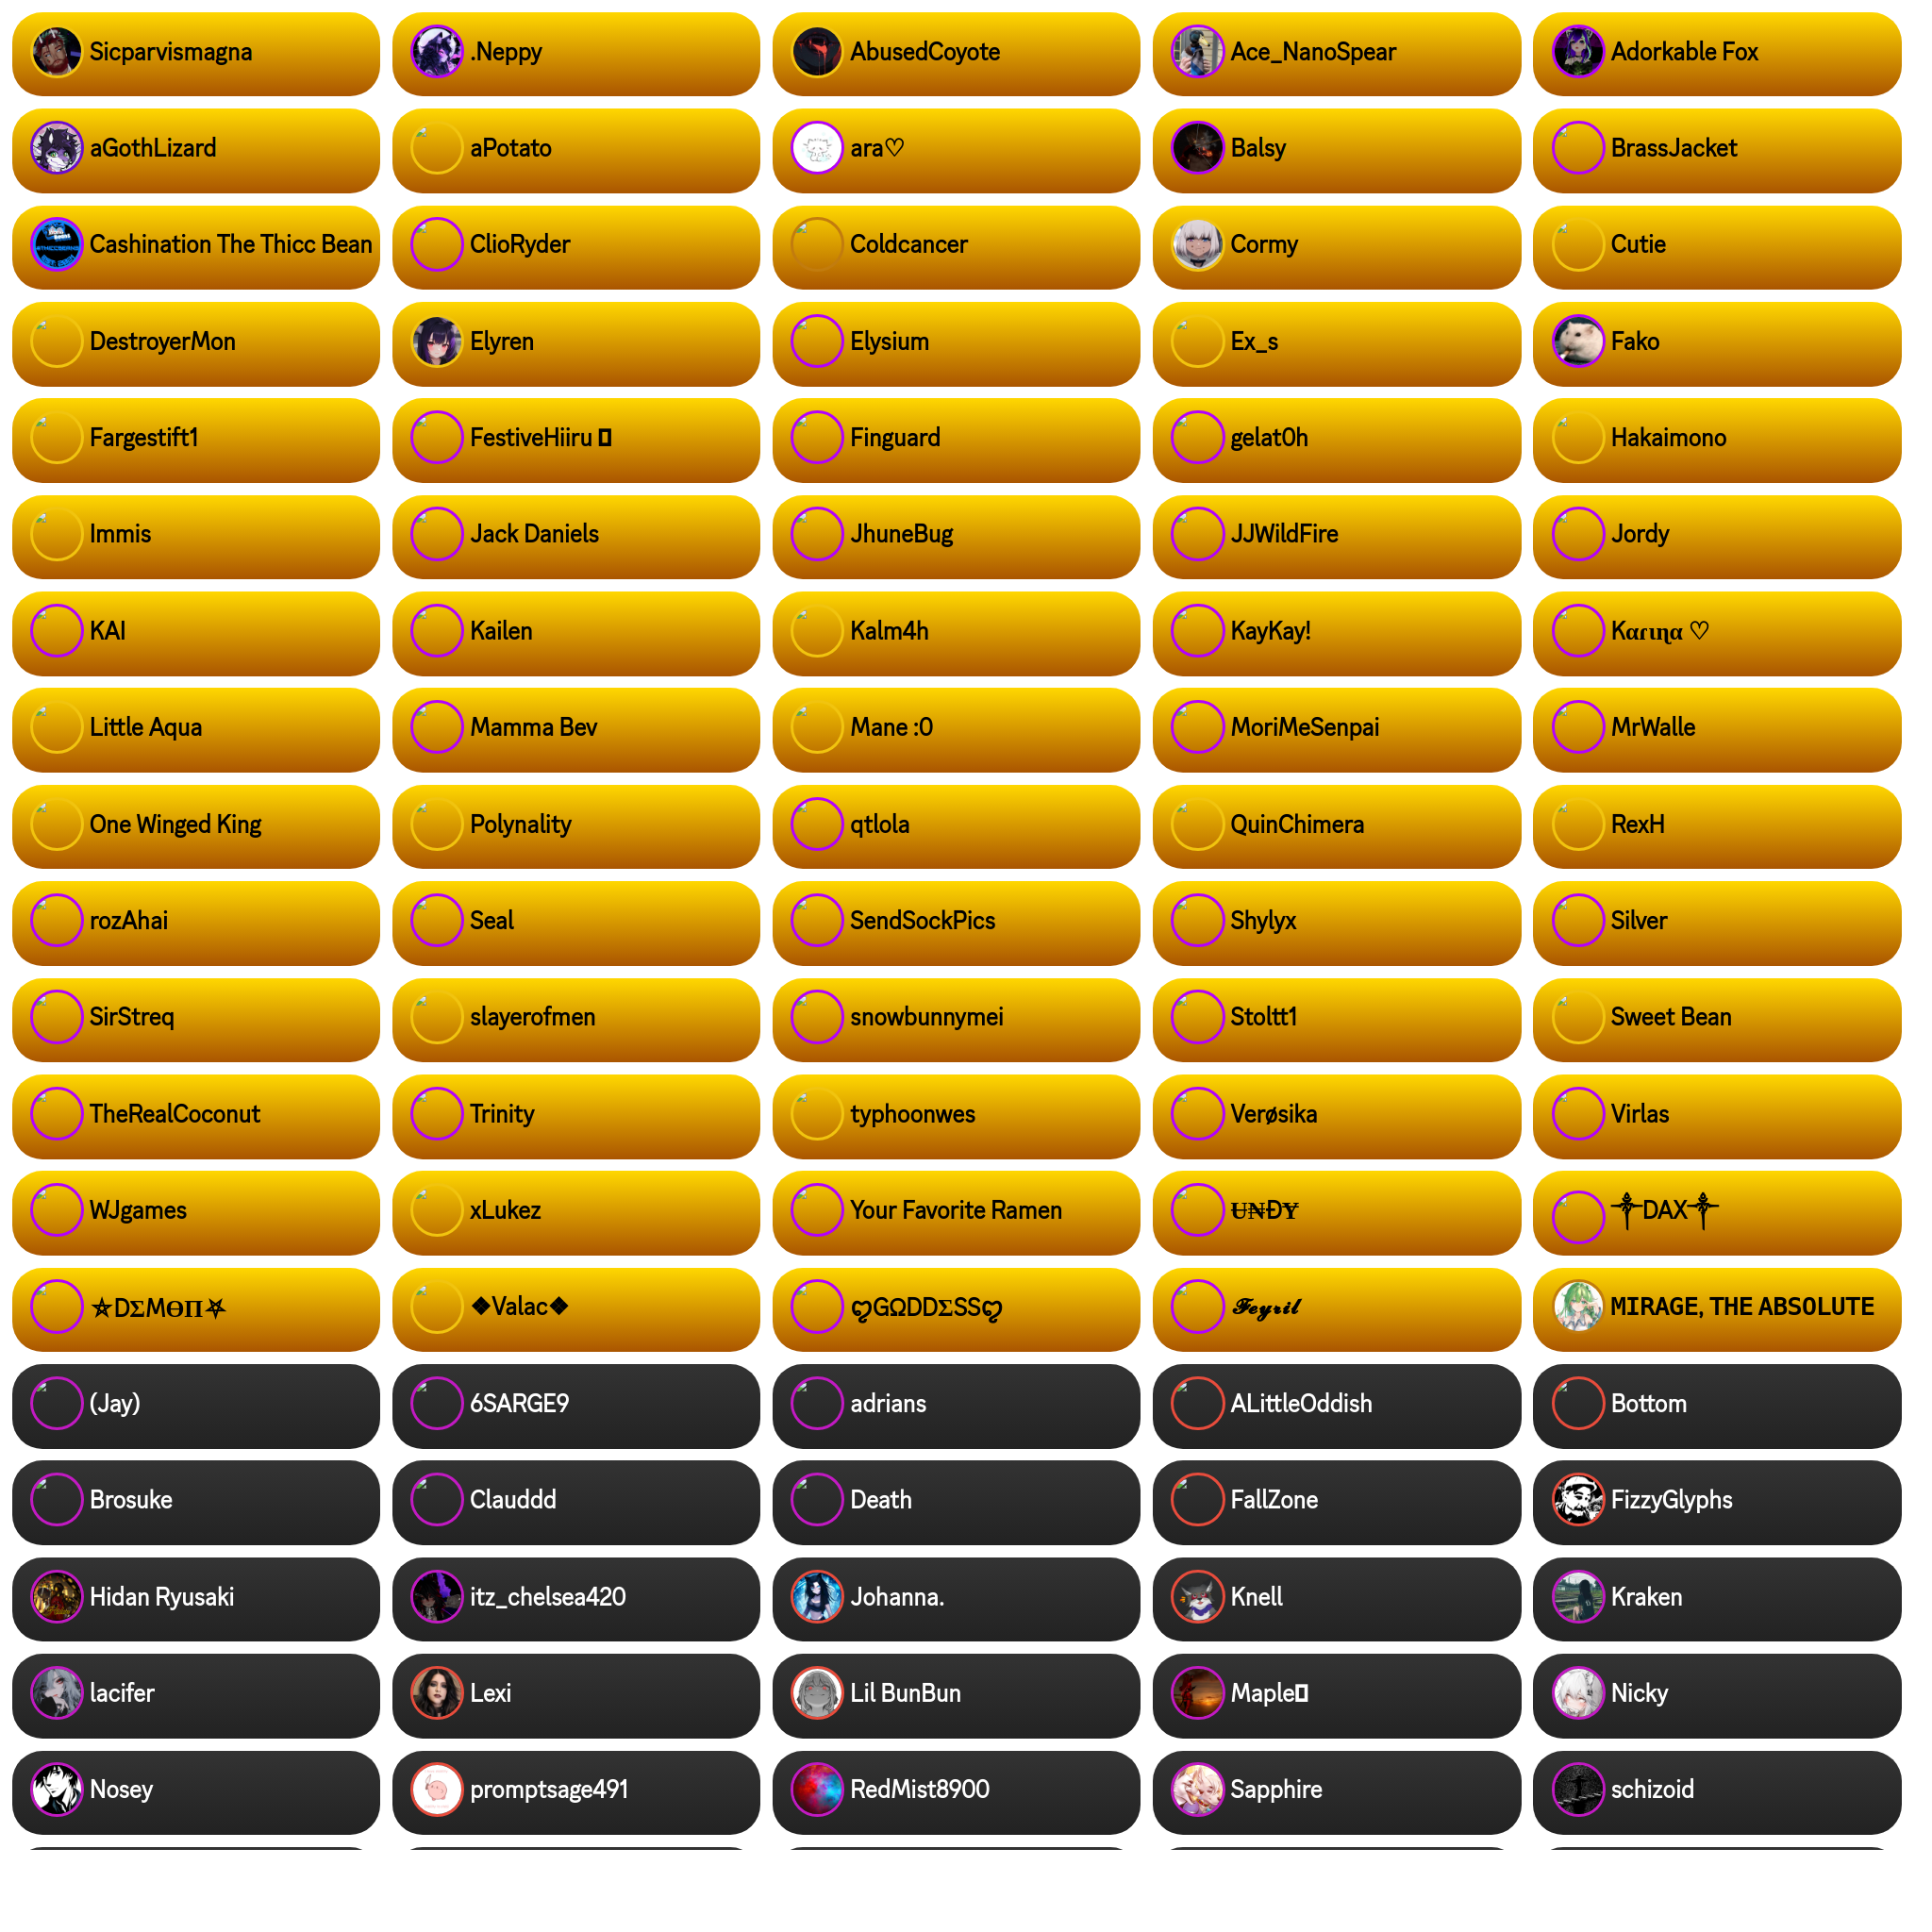 Sicparvismagna
.Neppy
AbusedCoyote
Ace_NanoSpear
Adorkable Fox
aGothLizard
aPotato
ara♡
Balsy
BrassJacket
Cashination The Thicc Bean
ClioRyder
Coldcancer
Cormy
Cutie
DestroyerMon
Elyren
Elysium
Ex_s
Fako
Fargestift1
FestiveHiiru
Finguard
gelat0h
Hakaimono
Immis
Jack Daniels
JhuneBug
JJWildFire
Jordy
KAI
Kailen
Kalm4h
KayKay!
Kαɾιɳα ♡
Little Aqua
Mamma Bev
Mane :0
MoriMeSenpai
MrWalle
One Winged King
Polynality
qtlola
QuinChimera
RexH
rozAhai
Seal
SendSockPics
Shylyx
Silver
SirStreq
slayerofmen
snowbunnymei
Stoltt1
Sweet Bean
TheRealCoconut
Trinity
typhoonwes
Verøsika
Virlas
WJgames
xLukez
Your Favorite Ramen
Ʉ₦ĐɎ
༒DAX༒
⛤DΣMӨП⛧
❖Valac❖
ღGΩDDΣSSღ
𝓕𝓮𝔂𝓻𝓲𝓵
MIRAGE, THE ABSOLUTE
(Jay)
6SARGE9
adrians
ALittleOddish
Bottom
Brosuke
Clauddd
Death
FallZone
FizzyGlyphs
Hidan Ryusaki
itz_chelsea420
Johanna.
Knell
Kraken
lacifer
Lexi
Lil BunBun
Maple
Nicky
Nosey
promptsage491
RedMist8900
Sapphire
schizoid